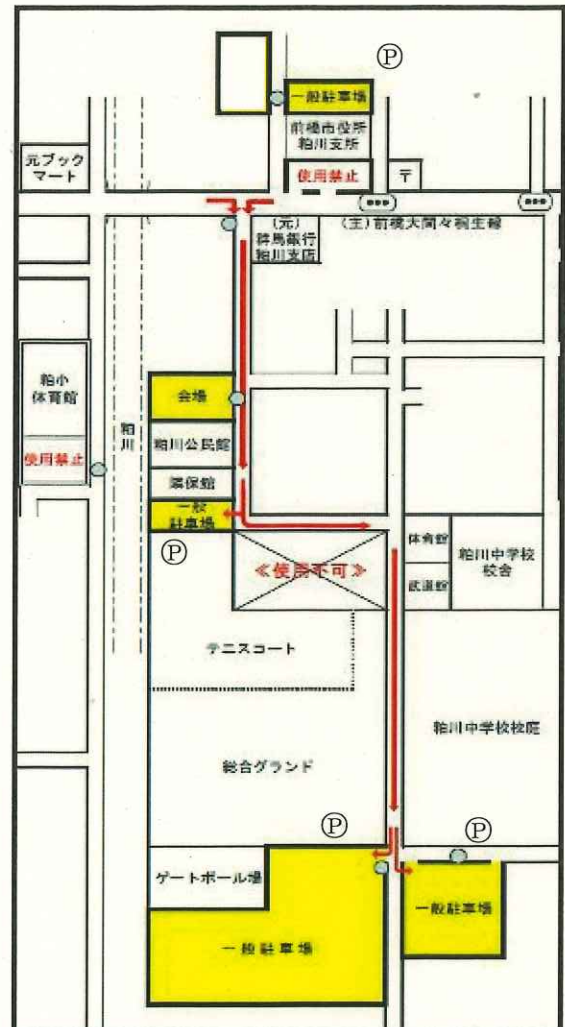 Ⓟ
一般駐車場
前橋市役所
粕川支所
使用禁止
〒
元ブック
マート
(元)
群馬銀行
粕川支店
(主)前橋大間々桐生線
粕小
体育館
使用禁止
粕川
会場
粕川公民館
環保館
一般
駐車場
Ⓟ
≪使用不可≫
体育館
武道館
粕川中学校
校舎
テニスコート
粕川中学校校庭
総合グランド
Ⓟ
Ⓟ
ゲートボール場
一般駐車場
一般駐車場